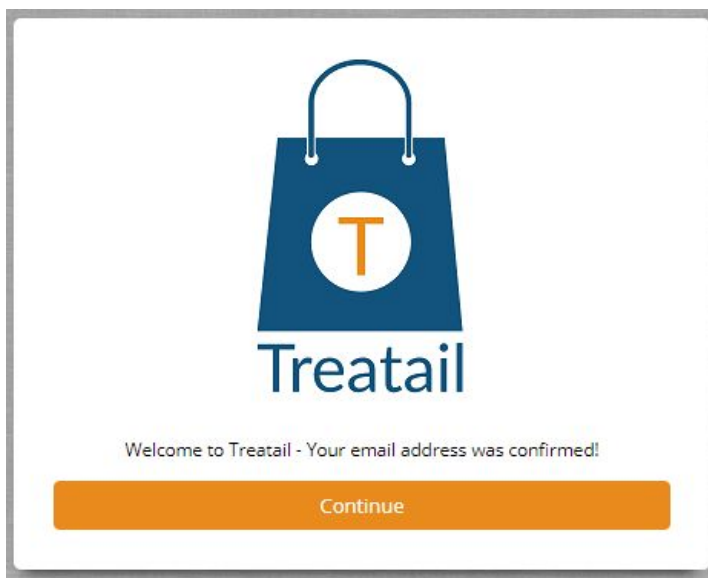 T
Treatail
Welcome to Treatail - Your email address was confirmed!
Continue